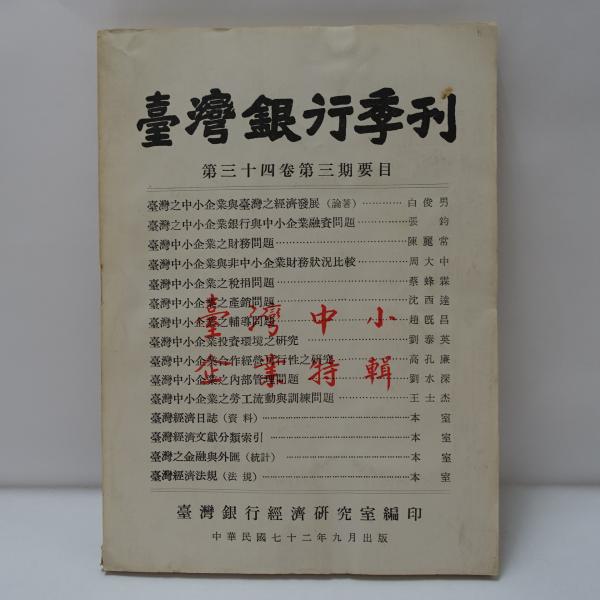 臺灣銀行季刊
第三十四卷第三期要目
臺灣之中小企業與臺灣之經濟發展（論著）…………白俊男
臺灣之中小企業銀行與中小企業融資問題…………張鈞
臺灣中小企業之財務問題…………陳麗常
臺灣中小企業與非中小企業財務狀況比較…………周大中
臺灣中小企業之稅捐問題…………蔡蜂霖
臺灣中小企業之產銷問題…………沈西達
臺灣中小企業之輔導問題…………趙既昌
臺灣中小企業投資環境之研究…………劉泰英
臺灣中小企業合作經營可行性之研究…………高孔廉
臺灣中小企業之內部管理問題…………劉水深
臺灣中小企業之勞工流動與訓練問題…………王士杰
臺灣經濟日誌（資料）…………本室
臺灣經濟文獻分類索引…………本室
臺灣之金融與外匯（統計）…………本室
臺灣經濟法規（法規）…………本室
臺灣中小
企業特輯
臺灣銀行經濟研究室編印
中華民國七十二年九月出版